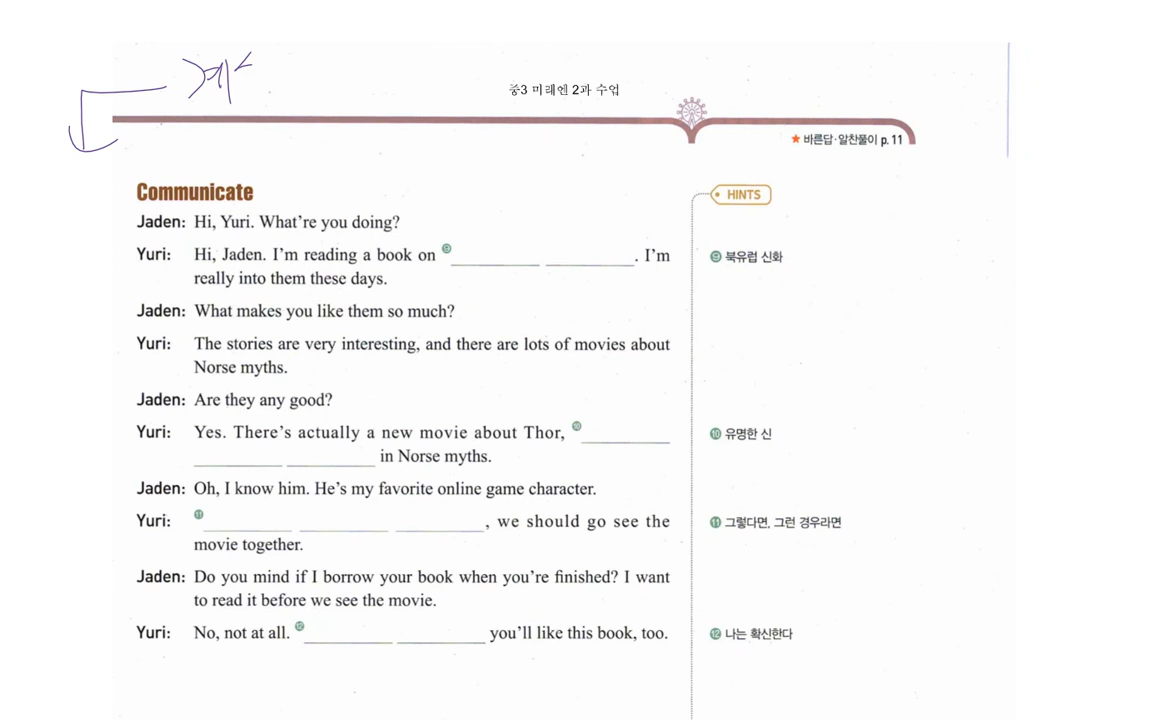 중3 미래엔 2과 수업
★ 바른답·알찬풀이 p. 11
Communicate
HINTS
Jaden: Hi, Yuri. What're you doing?
Yuri: Hi, Jaden. I'm reading a book on ⑨ ________ ________. I'm
⑨ 북유럽 신화
really into them these days.
Jaden: What makes you like them so much?
Yuri: The stories are very interesting, and there are lots of movies about
Norse myths.
Jaden: Are they any good?
Yuri: Yes. There's actually a new movie about Thor, ⑩ ________
⑩ 유명한 신
________ ________ in Norse myths.
Jaden: Oh, I know him. He's my favorite online game character.
Yuri: ⑪ ________ ________ ________, we should go see the
⑪ 그렇다면, 그런 경우라면
movie together.
Jaden: Do you mind if I borrow your book when you're finished? I want
to read it before we see the movie.
Yuri: No, not at all. ⑫ ________ ________ you'll like this book, too.
⑫ 나는 확신한다